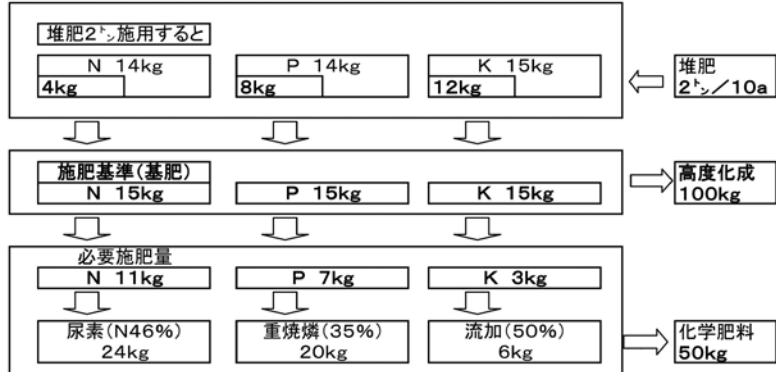 堆肥2㌧施用すると
N 14kg
4kg
P 14kg
8kg
K 15kg
12kg
堆肥
2㌧/10a
施肥基準(基肥)
N 15kg
P 15kg
K 15kg
高度化成
100kg
必要施肥量
N 11kg
P 7kg
K 3kg
尿素(N46%)
24kg
重焼燐(35%)
20kg
流加(50%)
6kg
化学肥料
50kg